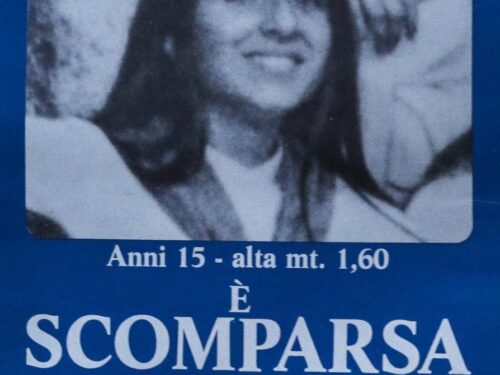 Anni 15 - alta mt. 1,60
È
SCOMPARSA